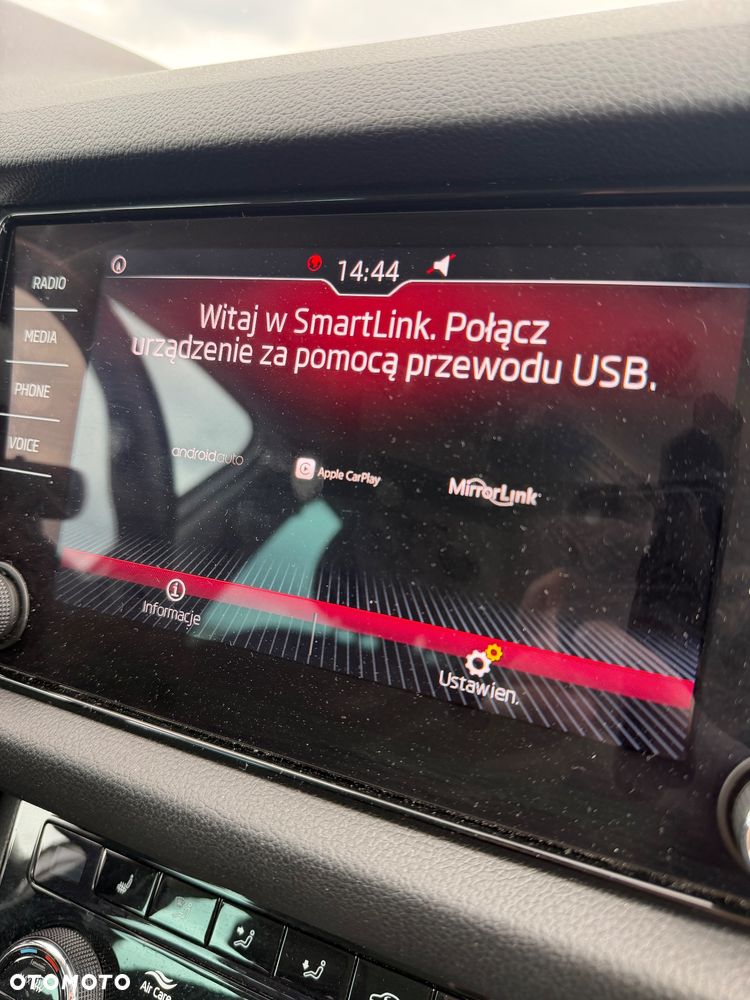 14:44
RADIO
MEDIA
PHONE
VOICE
Witaj w SmartLink. Połącz
urządzenie za pomocą przewodu USB.
androidauto
Apple CarPlay
MirrorLink
Informacje
Ustawien.
OTOMOTO
Air Care